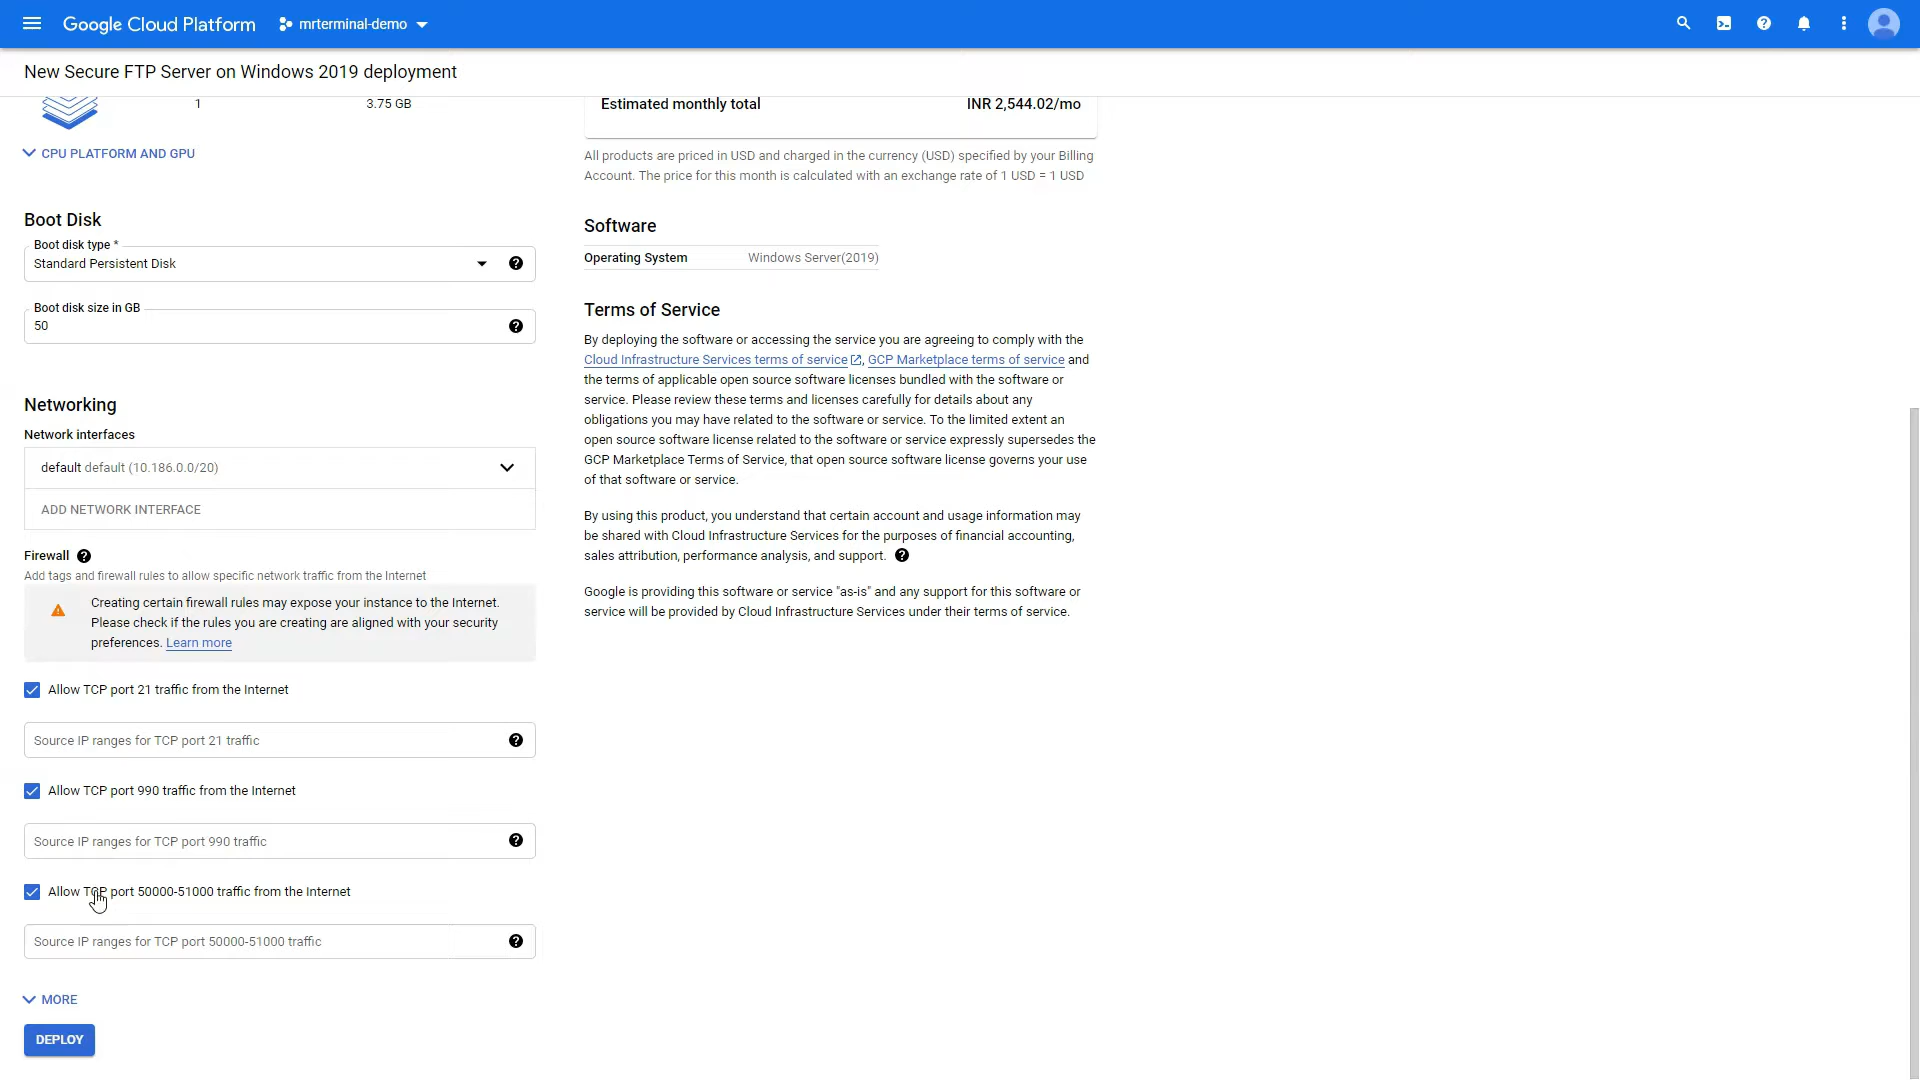 Google Cloud Platform
mrterminal-demo
New Secure FTP Server on Windows 2019 deployment
1
3.75 GB
CPU PLATFORM AND GPU
Boot Disk
Boot disk type *
Standard Persistent Disk
Boot disk size in GB
50
Networking
Network interfaces
default default (10.186.0.0/20)
ADD NETWORK INTERFACE
Firewall
Add tags and firewall rules to allow specific network traffic from the Internet
Creating certain firewall rules may expose your instance to the Internet.
Please check if the rules you are creating are aligned with your security
preferences. Learn more
Allow TCP port 21 traffic from the Internet
Source IP ranges for TCP port 21 traffic
Allow TCP port 990 traffic from the Internet
Source IP ranges for TCP port 990 traffic
Allow TCP port 50000-51000 traffic from the Internet
Source IP ranges for TCP port 50000-51000 traffic
MORE
DEPLOY
Estimated monthly total INR 2,544.02/mo
All products are priced in USD and charged in the currency (USD) specified by your Billing
Account. The price for this month is calculated with an exchange rate of 1 USD = 1 USD
Software
Operating System Windows Server(2019)
Terms of Service
By deploying the software or accessing the service you are agreeing to comply with the
Cloud Infrastructure Services terms of service, GCP Marketplace terms of service and
the terms of applicable open source software licenses bundled with the software or
service. Please review these terms and licenses carefully for details about any
obligations you may have related to the software or service. To the limited extent an
open source software license related to the software or service expressly supersedes the
GCP Marketplace Terms of Service, that open source software license governs your use
of that software or service.
By using this product, you understand that certain account and usage information may
be shared with Cloud Infrastructure Services for the purposes of financial accounting,
sales attribution, performance analysis, and support.
Google is providing this software or service "as-is" and any support for this software or
service will be provided by Cloud Infrastructure Services under their terms of service.